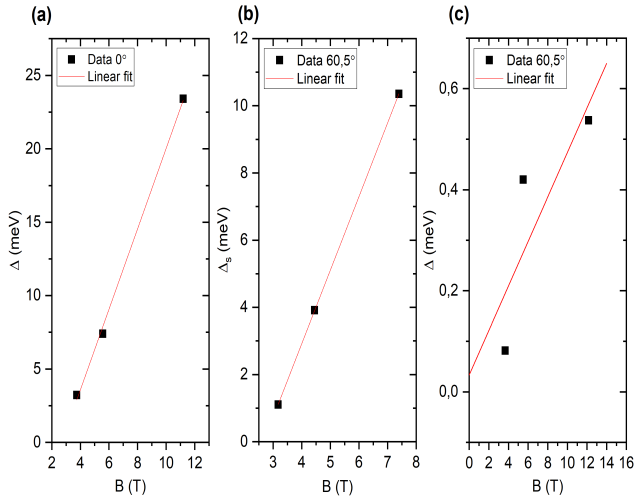 (a)
Data 0°
Linear fit
25
20
15
10
5
0
Δ (meV)
4 6 8 10 12
B (T)
(b)
Data 60,5°
Linear fit
12
10
8
6
4
2
0
Δs (meV)
3 4 5 6 7 8
B (T)
(c)
Data 60,5°
Linear fit
0,6
0,4
0,2
0,0
Δ (meV)
0 2 4 6 8 10 12 14 16
B (T)